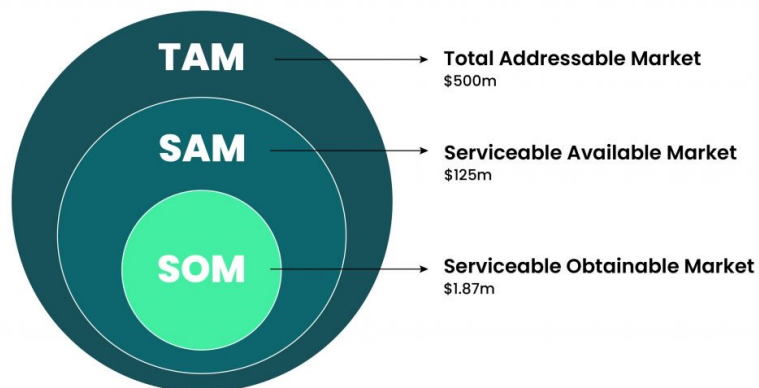 TAM
Total Addressable Market
$500m
SAM
Serviceable Available Market
$125m
SOM
Serviceable Obtainable Market
$1.87m